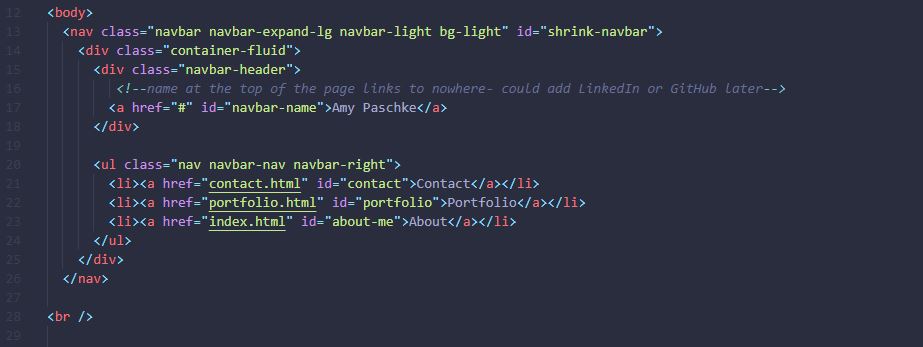 12 <body>
13 <nav class="navbar navbar-expand-lg navbar-light bg-light" id="shrink-navbar">
14 <div class="container-fluid">
15 <div class="navbar-header">
16 <!--name at the top of the page links to nowhere- could add LinkedIn or GitHub later-->
17 <a href="#" id="navbar-name">Amy Paschke</a>
18 </div>
19
20 <ul class="nav navbar-nav navbar-right">
21 <li><a href="contact.html" id="contact">Contact</a></li>
22 <li><a href="portfolio.html" id="portfolio">Portfolio</a></li>
23 <li><a href="index.html" id="about-me">About</a></li>
24 </ul>
25 </div>
26 </nav>
27
28 <br />
29